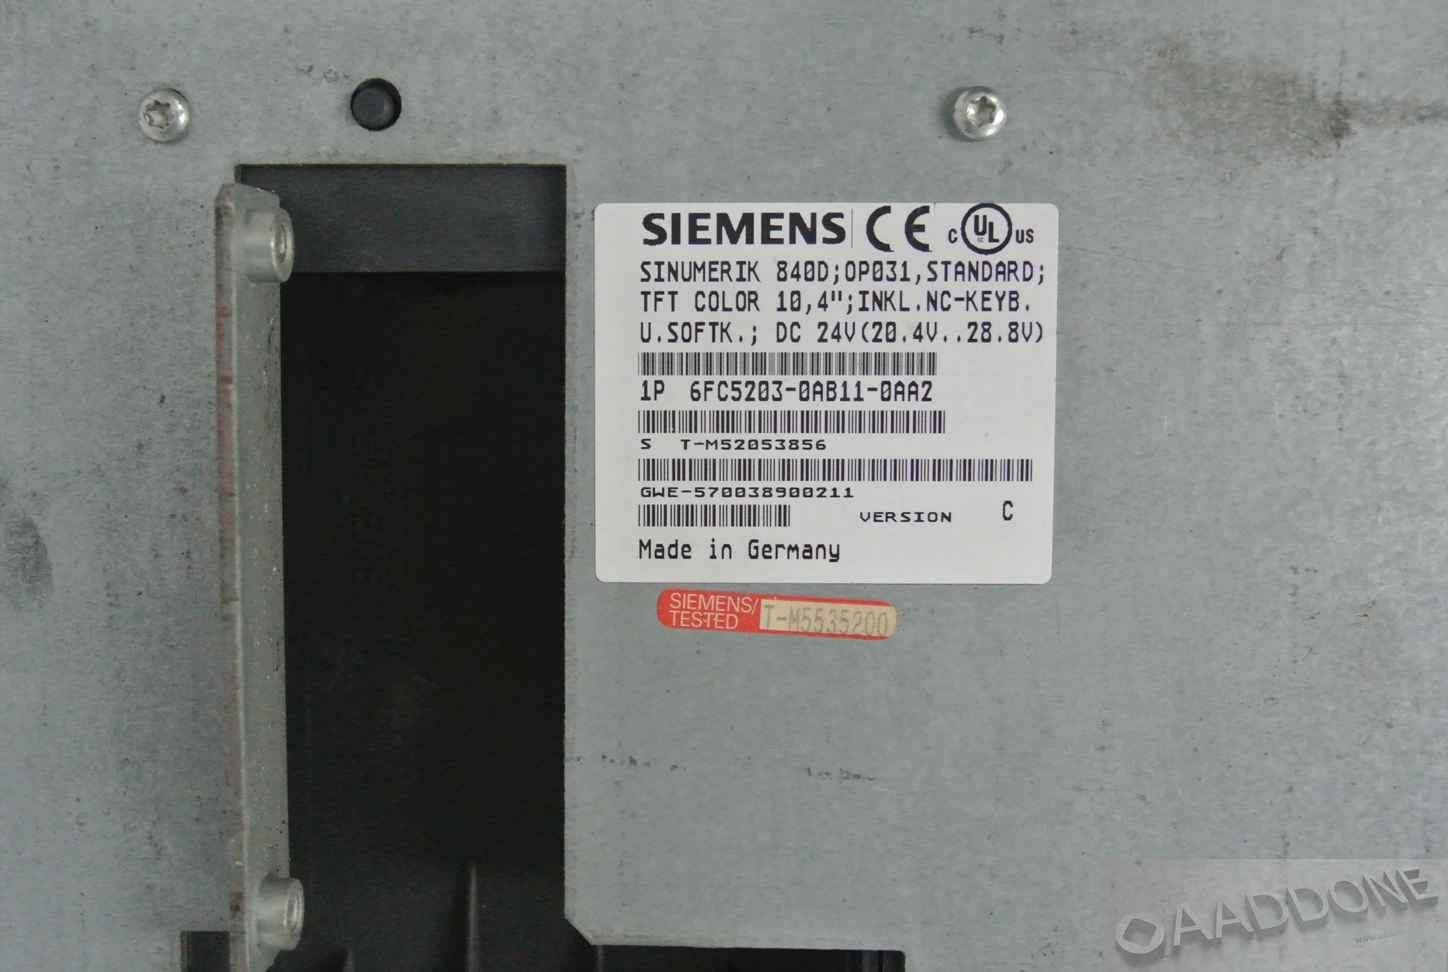 SIEMENS CE c UL us
SINUMERIK 840D;OP031,STANDARD;
TFT COLOR 10,4";INKL.NC-KEYB.
U.SOFTK.; DC 24V(20.4V..28.8V)
1P 6FC5203-0AB11-0AA2
S T-M52053856
GWE-570038900211
VERSION C
Made in Germany
SIEMENS/
TESTED T-M5535200
AADDONE